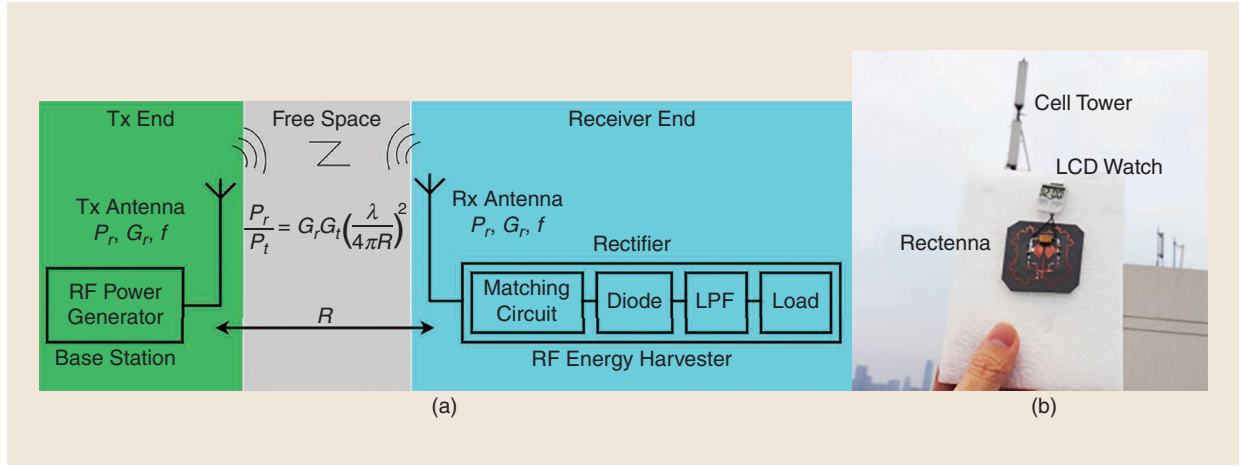 Tx End
Free Space
Receiver End
Tx Antenna
P_r, G_r, f
P_r/P_t = G_r G_t (λ/4πR)^2
Rx Antenna
P_r, G_r, f
Rectifier
RF Power
Generator
Base Station
R
Matching
Circuit
Diode
LPF
Load
RF Energy Harvester
(a)
Cell Tower
LCD Watch
Rectenna
(b)